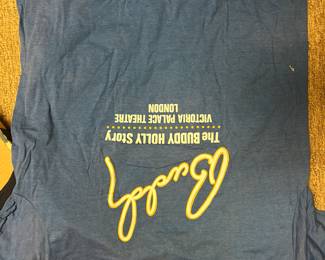 Buddy
The BUDDY HOLLY Story
VICTORIA PALACE THEATRE
LONDON